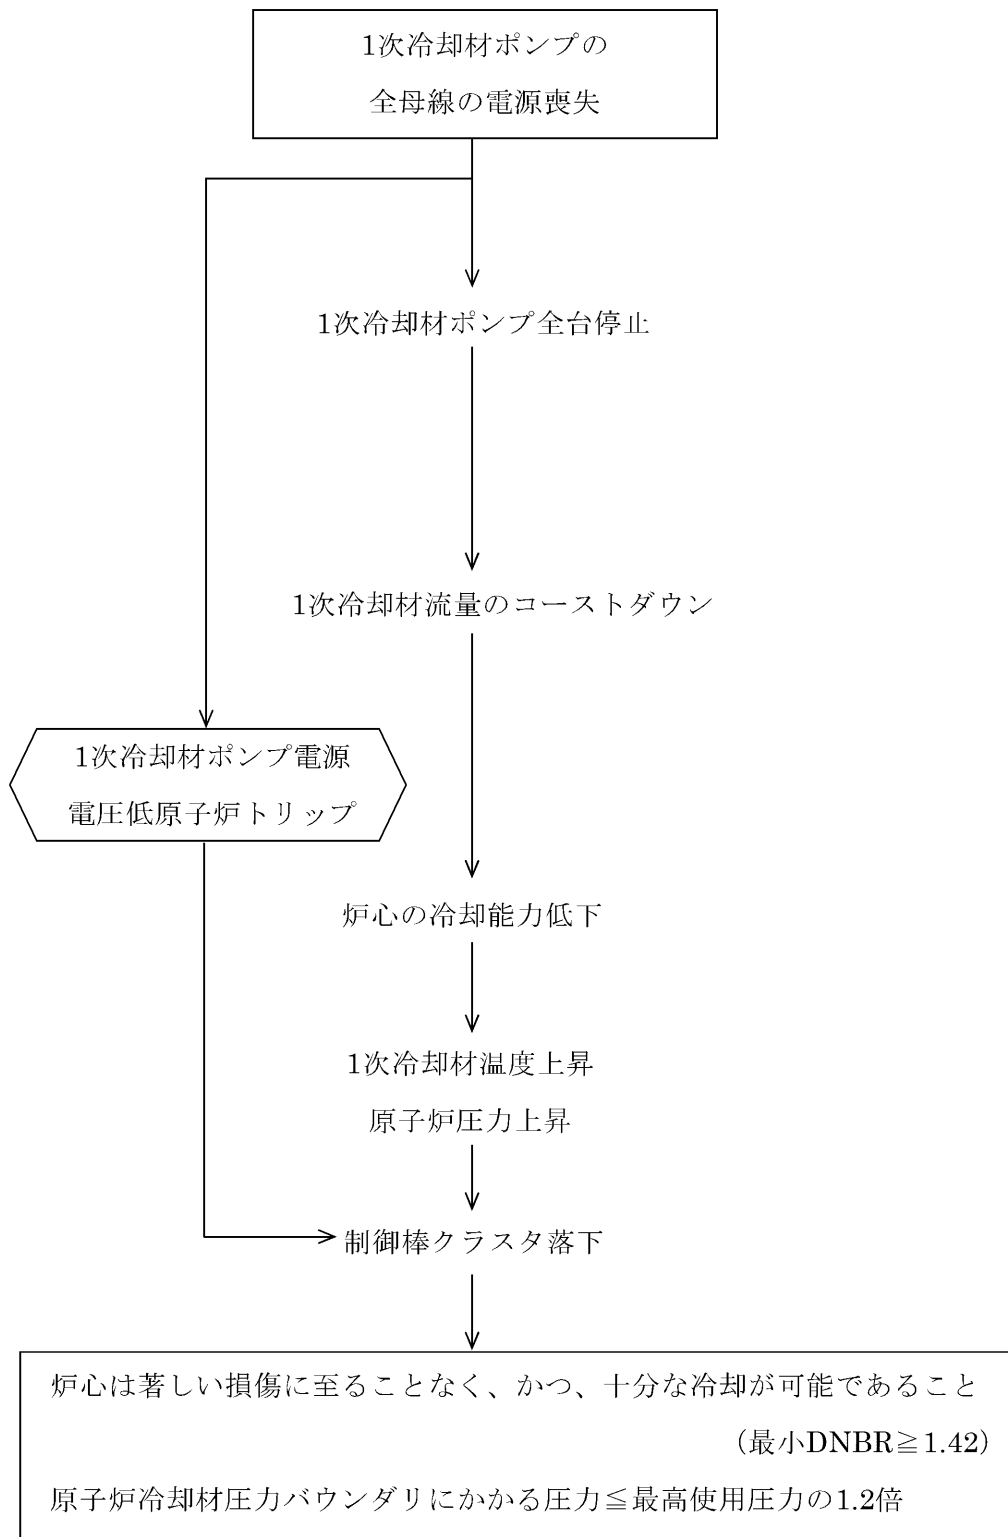 1次冷却材ポンプの
全母線の電源喪失
1次冷却材ポンプ全台停止
1次冷却材流量のコーストダウン
1次冷却材ポンプ電源
電圧低原子炉トリップ
炉心の冷却能力低下
1次冷却材温度上昇
原子炉圧力上昇
制御棒クラスタ落下
炉心は著しい損傷に至ることなく、かつ、十分な冷却が可能であること
（最小DNBR≧1.42）
原子炉冷却材圧力バウンダリにかかる圧力≦最高使用圧力の1.2倍